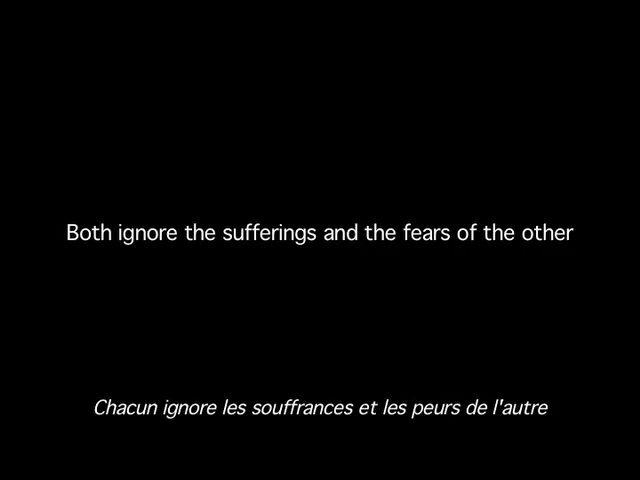 Both ignore the sufferings and the fears of the other
Chacun ignore les souffrances et les peurs de l'autre